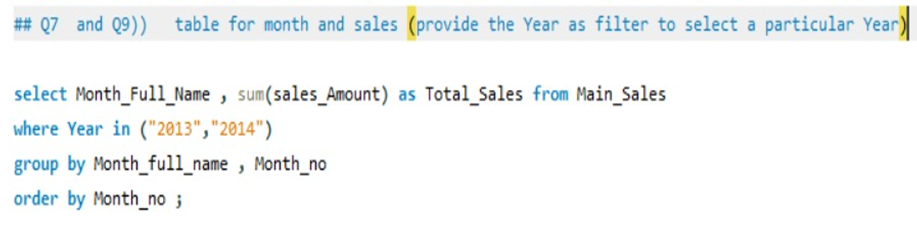 ## Q7  and Q9))   table for month and sales (provide the Year as filter to select a particular Year)
select Month_Full_Name , sum(sales_Amount) as Total_Sales from Main_Sales
where Year in ("2013","2014")
group by Month_full_name , Month_no
order by Month_no ;